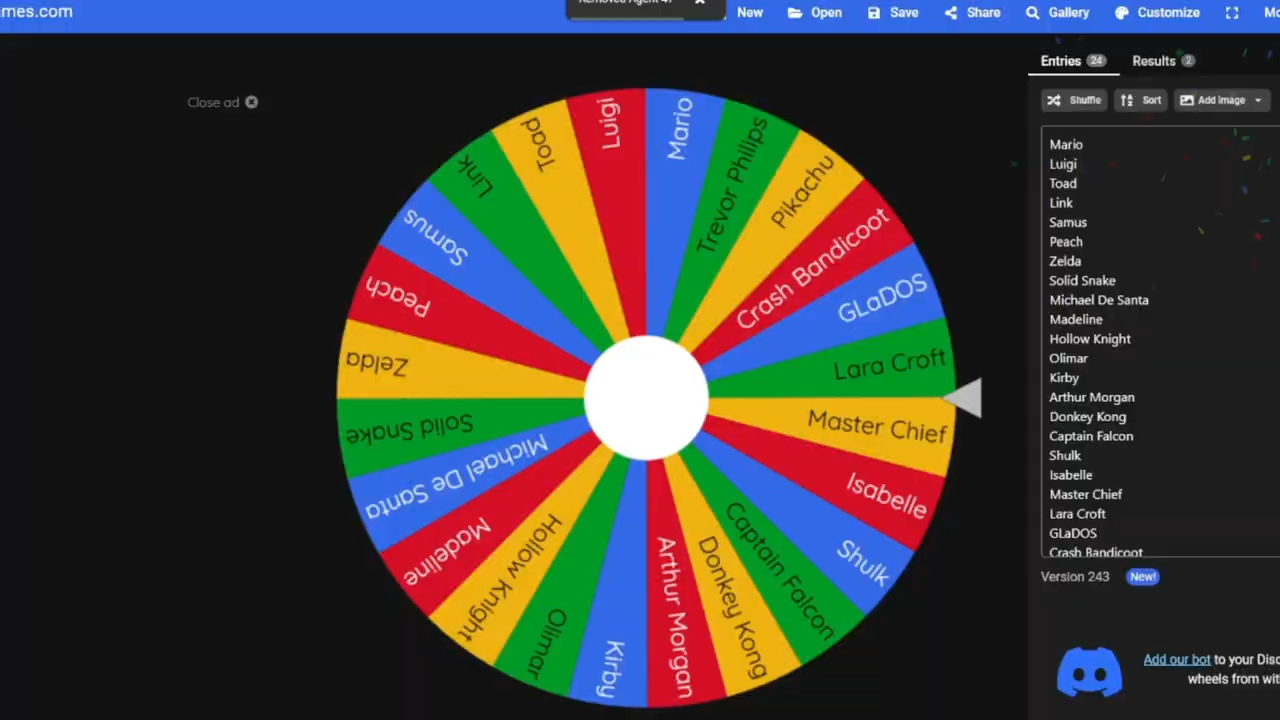 mes.com
Removed Agent 47
New Open Save Share Gallery Customize
Close ad
Entries 24 Results 2
Shuffle Sort Add image
Mario
Trevor Philips
Pikachu
Crash Bandicoot
GLaDOS
Lara Croft
Master Chief
Isabelle
Shulk
Captain Falcon
Donkey Kong
Arthur Morgan
Kirby
Olimar
Hollow Knight
Madeline
Michael De Santa
Solid Snake
Zelda
Peach
Samus
Link
Toad
Luigi
Mario
Luigi
Toad
Link
Samus
Peach
Zelda
Solid Snake
Michael De Santa
Madeline
Hollow Knight
Olimar
Kirby
Arthur Morgan
Donkey Kong
Captain Falcon
Shulk
Isabelle
Master Chief
Lara Croft
GLaDOS
Crash Bandicoot
Version 243 New!
Add our bot to your Disc
wheels from wit